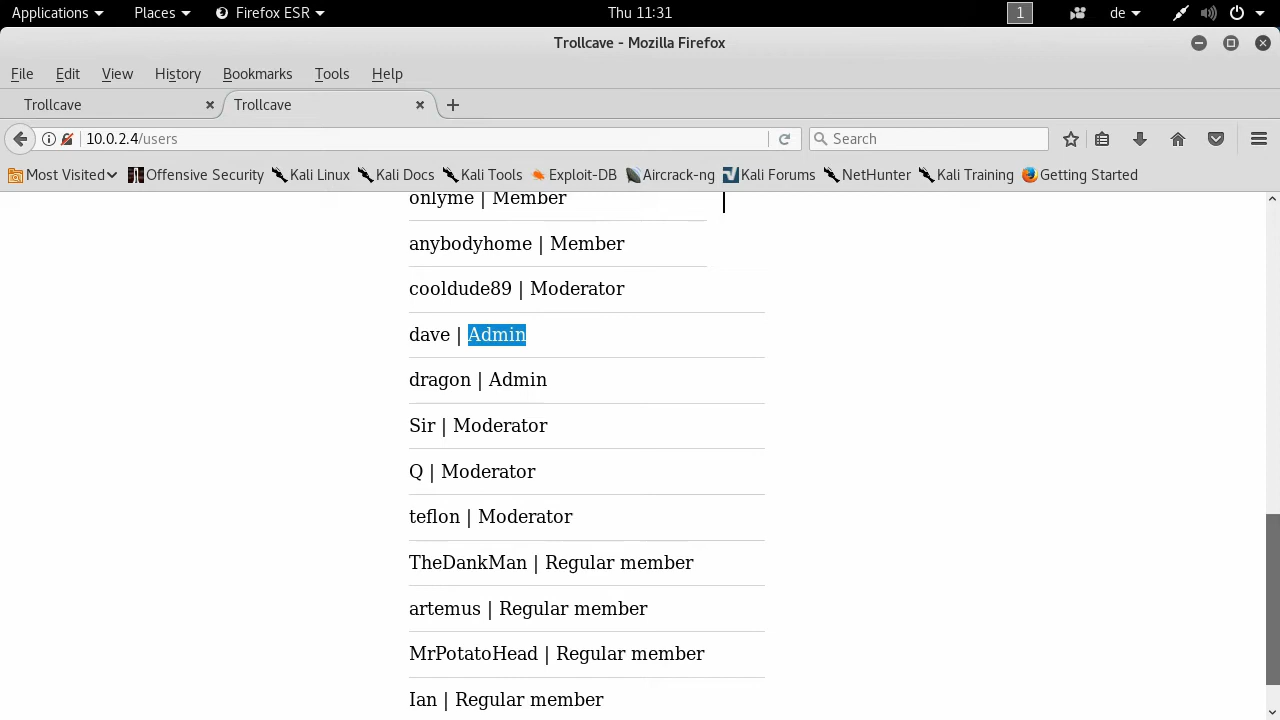 Applications Places Firefox ESR Thu 11:31 1 de
Trollcave - Mozilla Firefox
File Edit View History Bookmarks Tools Help
Trollcave Trollcave
10.0.2.4/users Search
Most Visited Offensive Security Kali Linux Kali Docs Kali Tools Exploit-DB Aircrack-ng Kali Forums NetHunter Kali Training Getting Started
onlyme | Member
anybodyhome | Member
cooldude89 | Moderator
dave | Admin
dragon | Admin
Sir | Moderator
Q | Moderator
teflon | Moderator
TheDankMan | Regular member
artemus | Regular member
MrPotatoHead | Regular member
Ian | Regular member